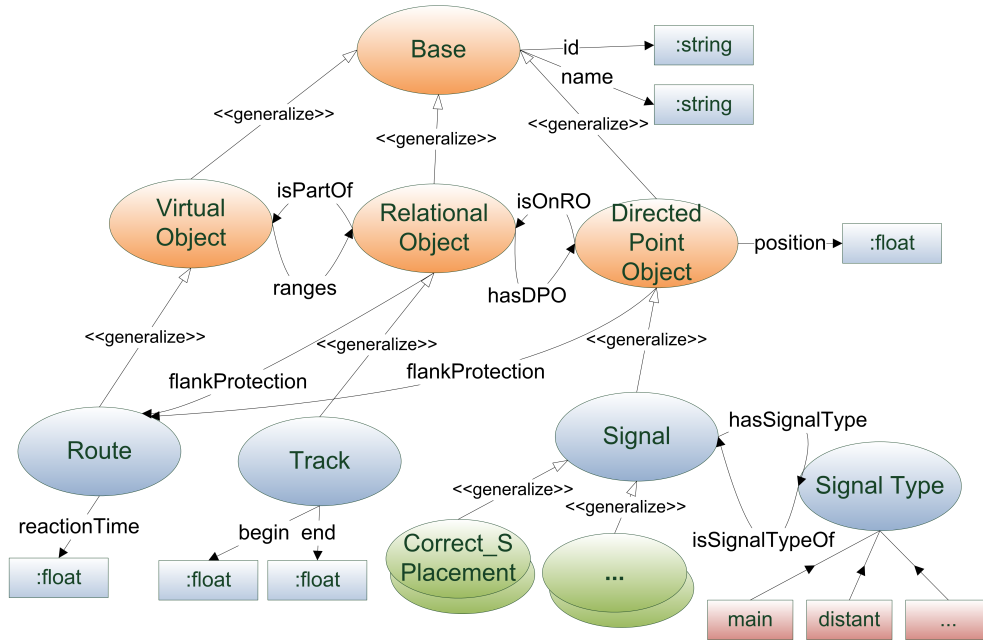 Base
id
:string
name
:string
<<generalize>>
<<generalize>>
<<generalize>>
Virtual
Object
isPartOf
ranges
Relational
Object
isOnRO
hasDPO
Directed
Point
Object
position
:float
<<generalize>>
<<generalize>>
<<generalize>>
flankProtection
flankProtection
Route
Track
Signal
hasSignalType
Signal Type
isSignalTypeOf
<<generalize>>
<<generalize>>
reactionTime
:float
begin
end
:float
:float
Correct_S
Placement
...
main
distant
...